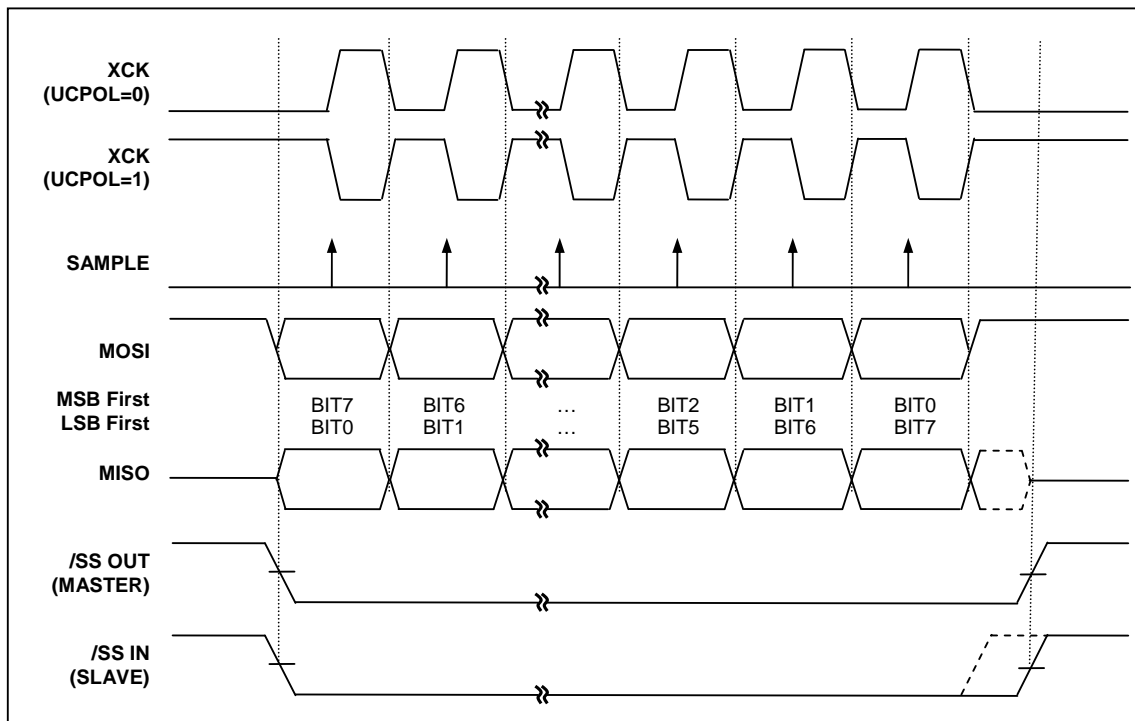 XCK
(UCPOL=0)
XCK
(UCPOL=1)
SAMPLE
MOSI
MSB First BIT7 BIT6 ... BIT2 BIT1 BIT0
LSB First BIT0 BIT1 ... BIT5 BIT6 BIT7
MISO
/SS OUT
(MASTER)
/SS IN
(SLAVE)